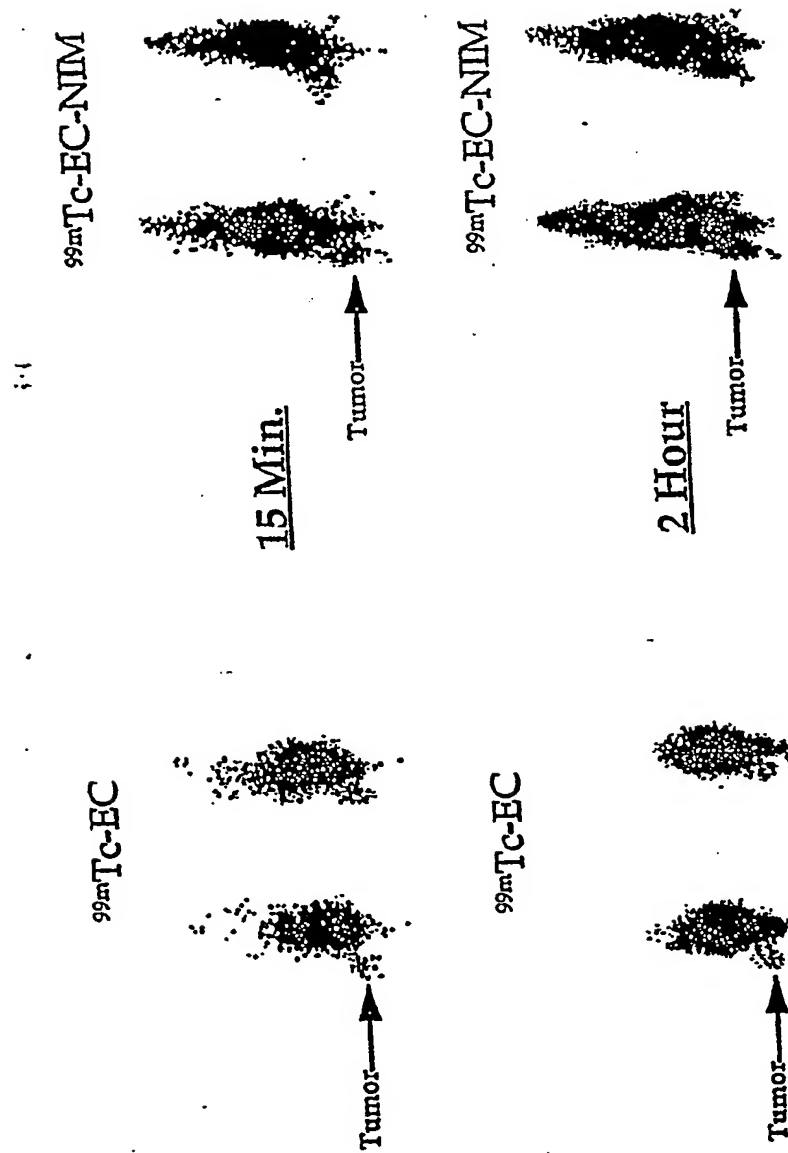 ⁹⁹ᵐTc-EC
⁹⁹ᵐTc-EC-NIM
15 Min.
Tumor
Tumor
⁹⁹ᵐTc-EC
⁹⁹ᵐTc-EC-NIM
2 Hour
Tumor
Tumor